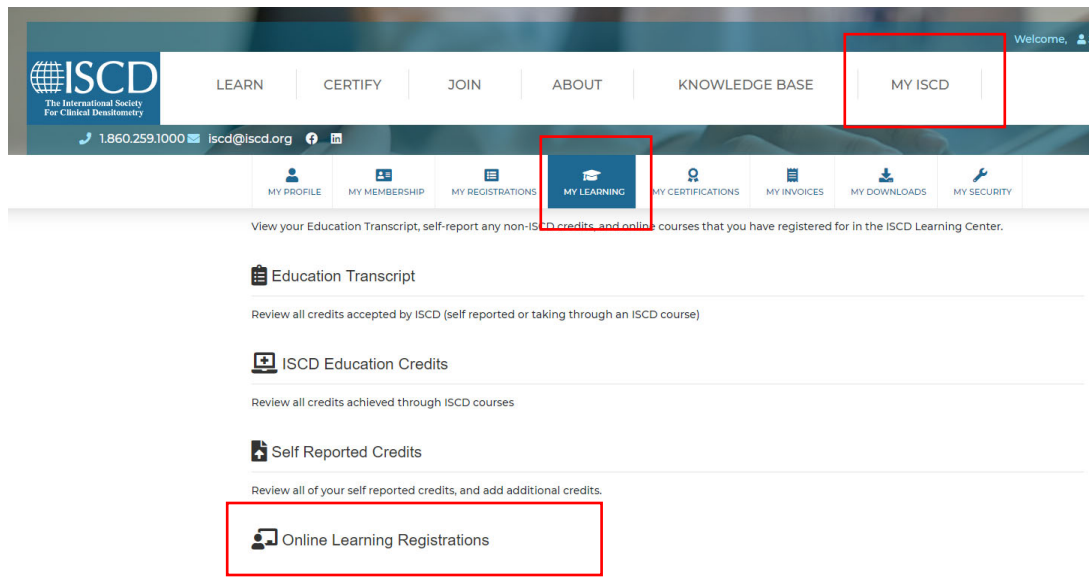 Welcome,
ISCD
The International Society
For Clinical Densitometry
LEARN CERTIFY JOIN ABOUT KNOWLEDGE BASE MY ISCD
1.860.259.1000 iscd@iscd.org
MY PROFILE MY MEMBERSHIP MY REGISTRATIONS MY LEARNING MY CERTIFICATIONS MY INVOICES MY DOWNLOADS MY SECURITY
View your Education Transcript, self-report any non-ISCD credits, and online courses that you have registered for in the ISCD Learning Center.
Education Transcript
Review all credits accepted by ISCD (self reported or taking through an ISCD course)
ISCD Education Credits
Review all credits achieved through ISCD courses
Self Reported Credits
Review all of your self reported credits, and add additional credits.
Online Learning Registrations